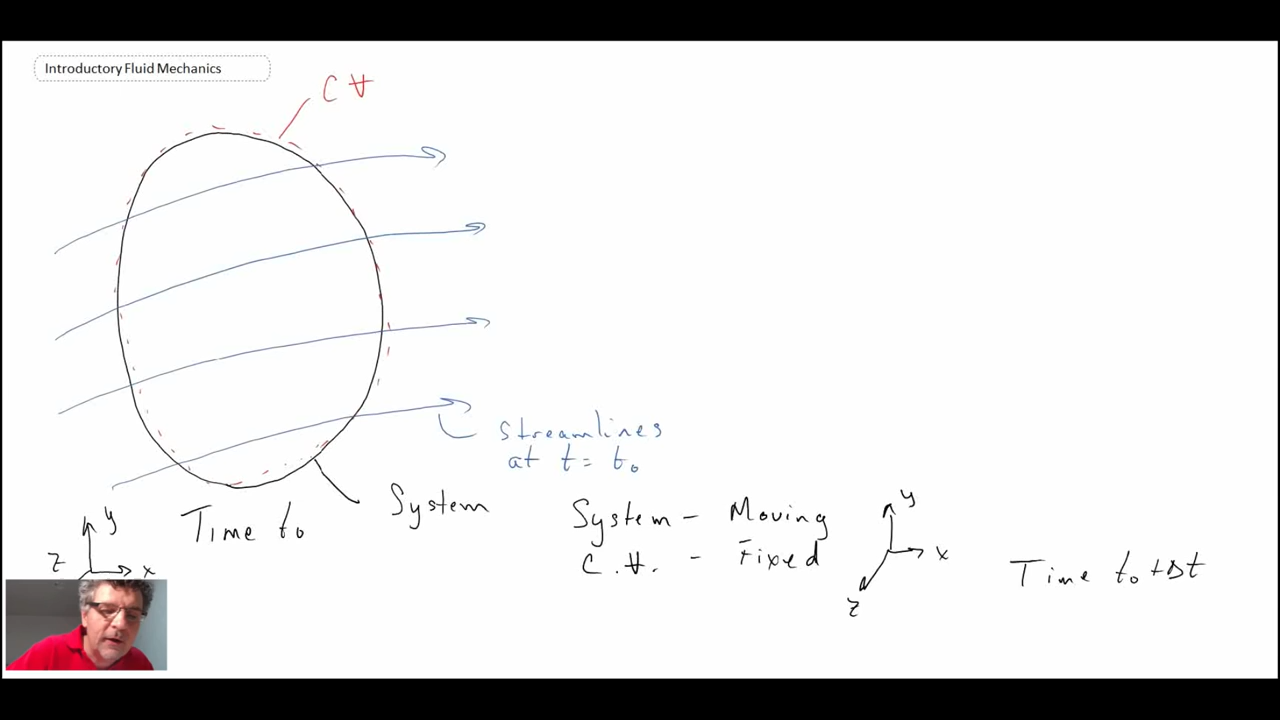 Introductory Fluid Mechanics
C∀
streamlines
at t = t₀
System
Time t₀
y
x
z
System - Moving
C.∀. - Fixed
y
x
z
Time t₀ + Δt